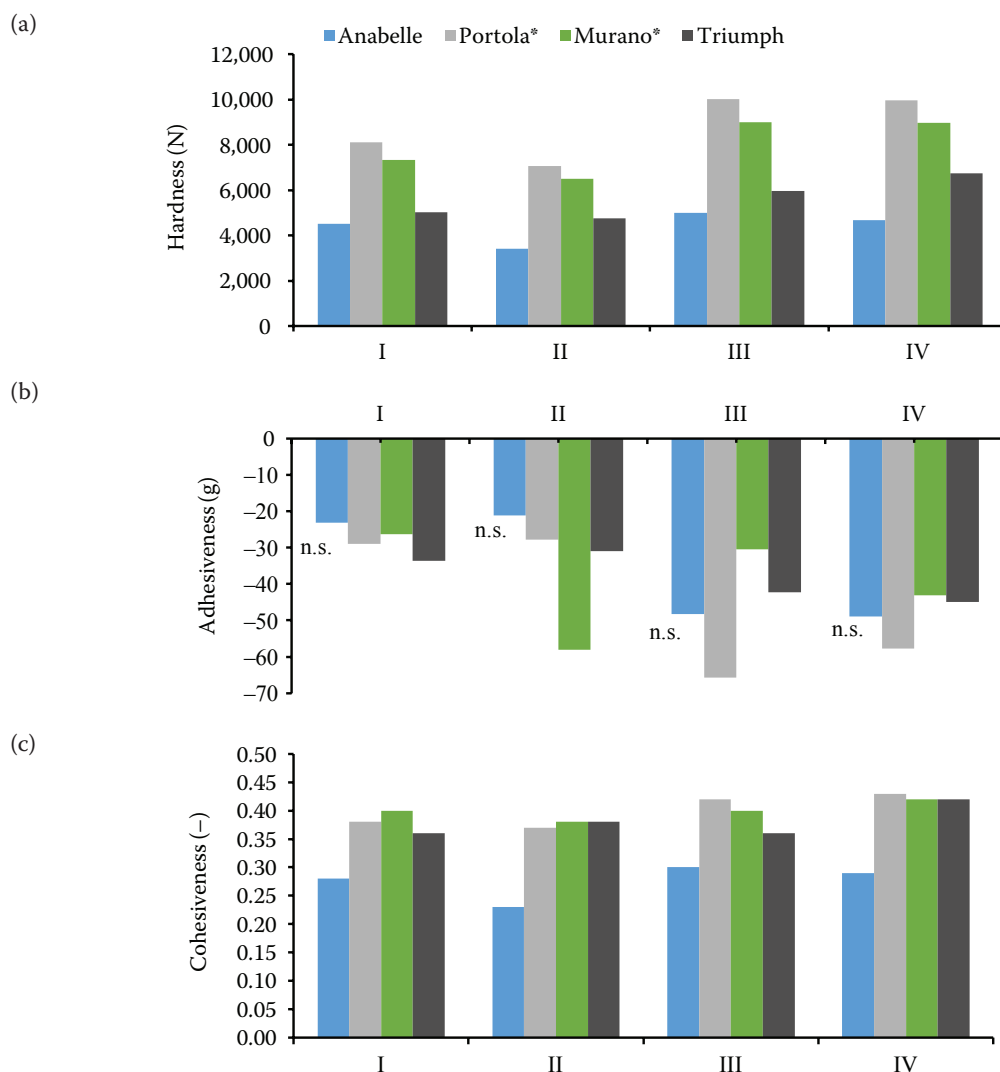 (a)
Anabelle Portola* Murano* Triumph
12,000
10,000
8,000
6,000
4,000
2,000
0
Hardness (N)
I II III IV
(b)
I II III IV
0
–10
–20
–30
–40
–50
–60
–70
Adhesiveness (g)
n.s. n.s. n.s. n.s.
(c)
0.50
0.45
0.40
0.35
0.30
0.25
0.20
0.15
0.10
0.05
0.00
Cohesiveness (–)
I II III IV